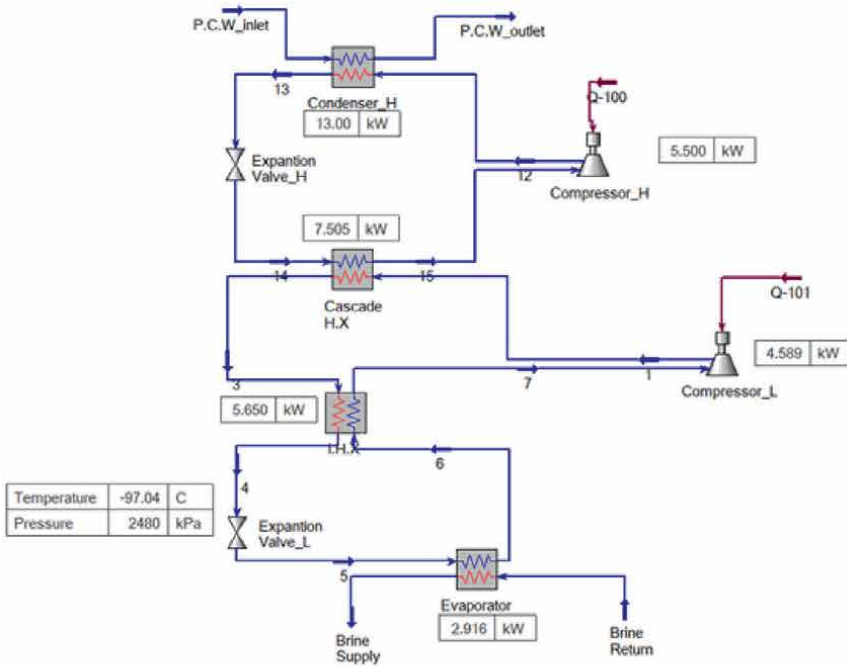 P.C.W_inlet
P.C.W_outlet
13
Condenser_H
13.00 kW
Q-100
Expantion
Valve_H
12
5.500 kW
Compressor_H
7.505 kW
14
15
Cascade
H.X
Q-101
3
7
1
4.589 kW
Compressor_L
5.650 kW
I.H.X
6
4
Temperature -97.04 C
Pressure 2480 kPa
Expantion
Valve_L
5
Evaporator
2.916 kW
Brine
Supply
Brine
Return